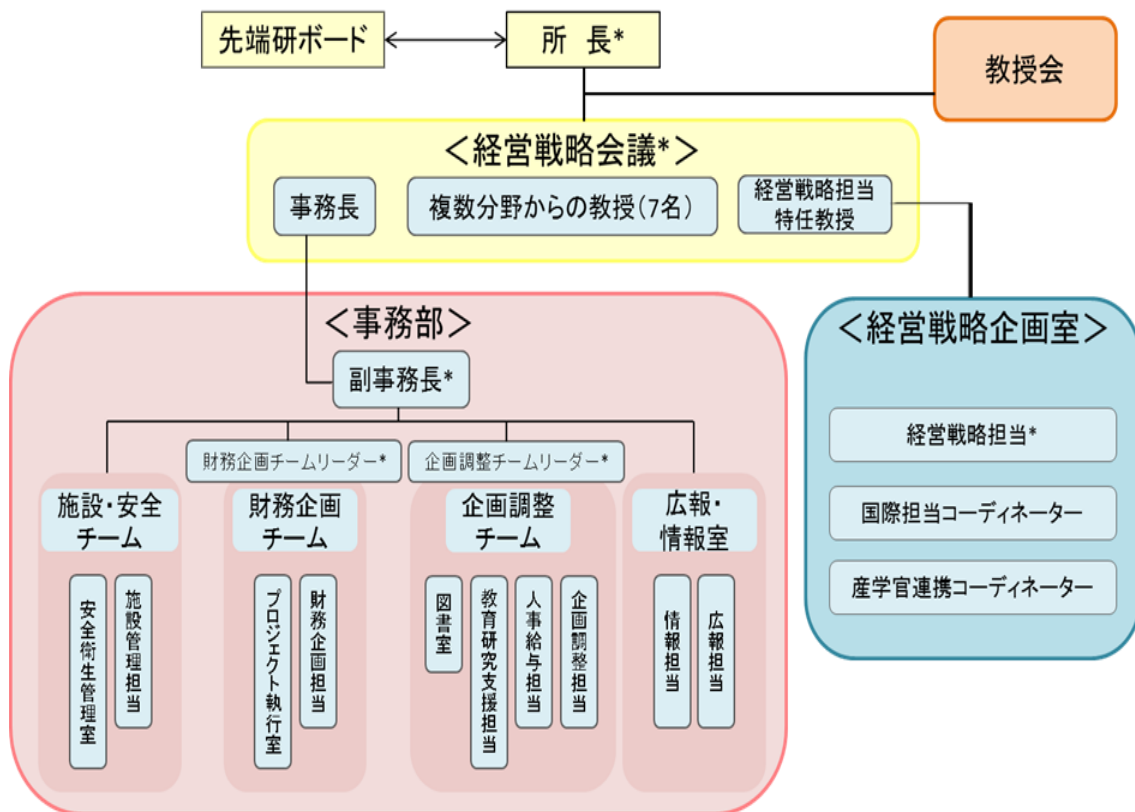 先端研ボード
所 長*
教授会
＜経営戦略会議*＞
事務長
複数分野からの教授（7名）
経営戦略担当
特任教授
＜事務部＞
副事務長*
財務企画チームリーダー*
企画調整チームリーダー*
施設・安全
チーム
財務企画
チーム
企画調整
チーム
広報・
情報室
安全衛生管理室
施設管理担当
プロジェクト執行室
財務企画担当
図書室
教育研究支援担当
人事給与担当
企画調整担当
情報担当
広報担当
＜経営戦略企画室＞
経営戦略担当*
国際担当コーディネーター
産学官連携コーディネーター